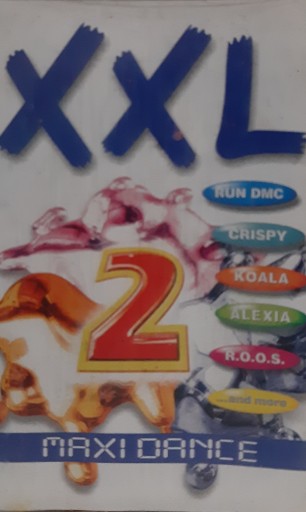 XXL
RUN DMC
CRISPY
KOALA
2
ALEXIA
R.O.O.S.
...and more
MAXI DANCE